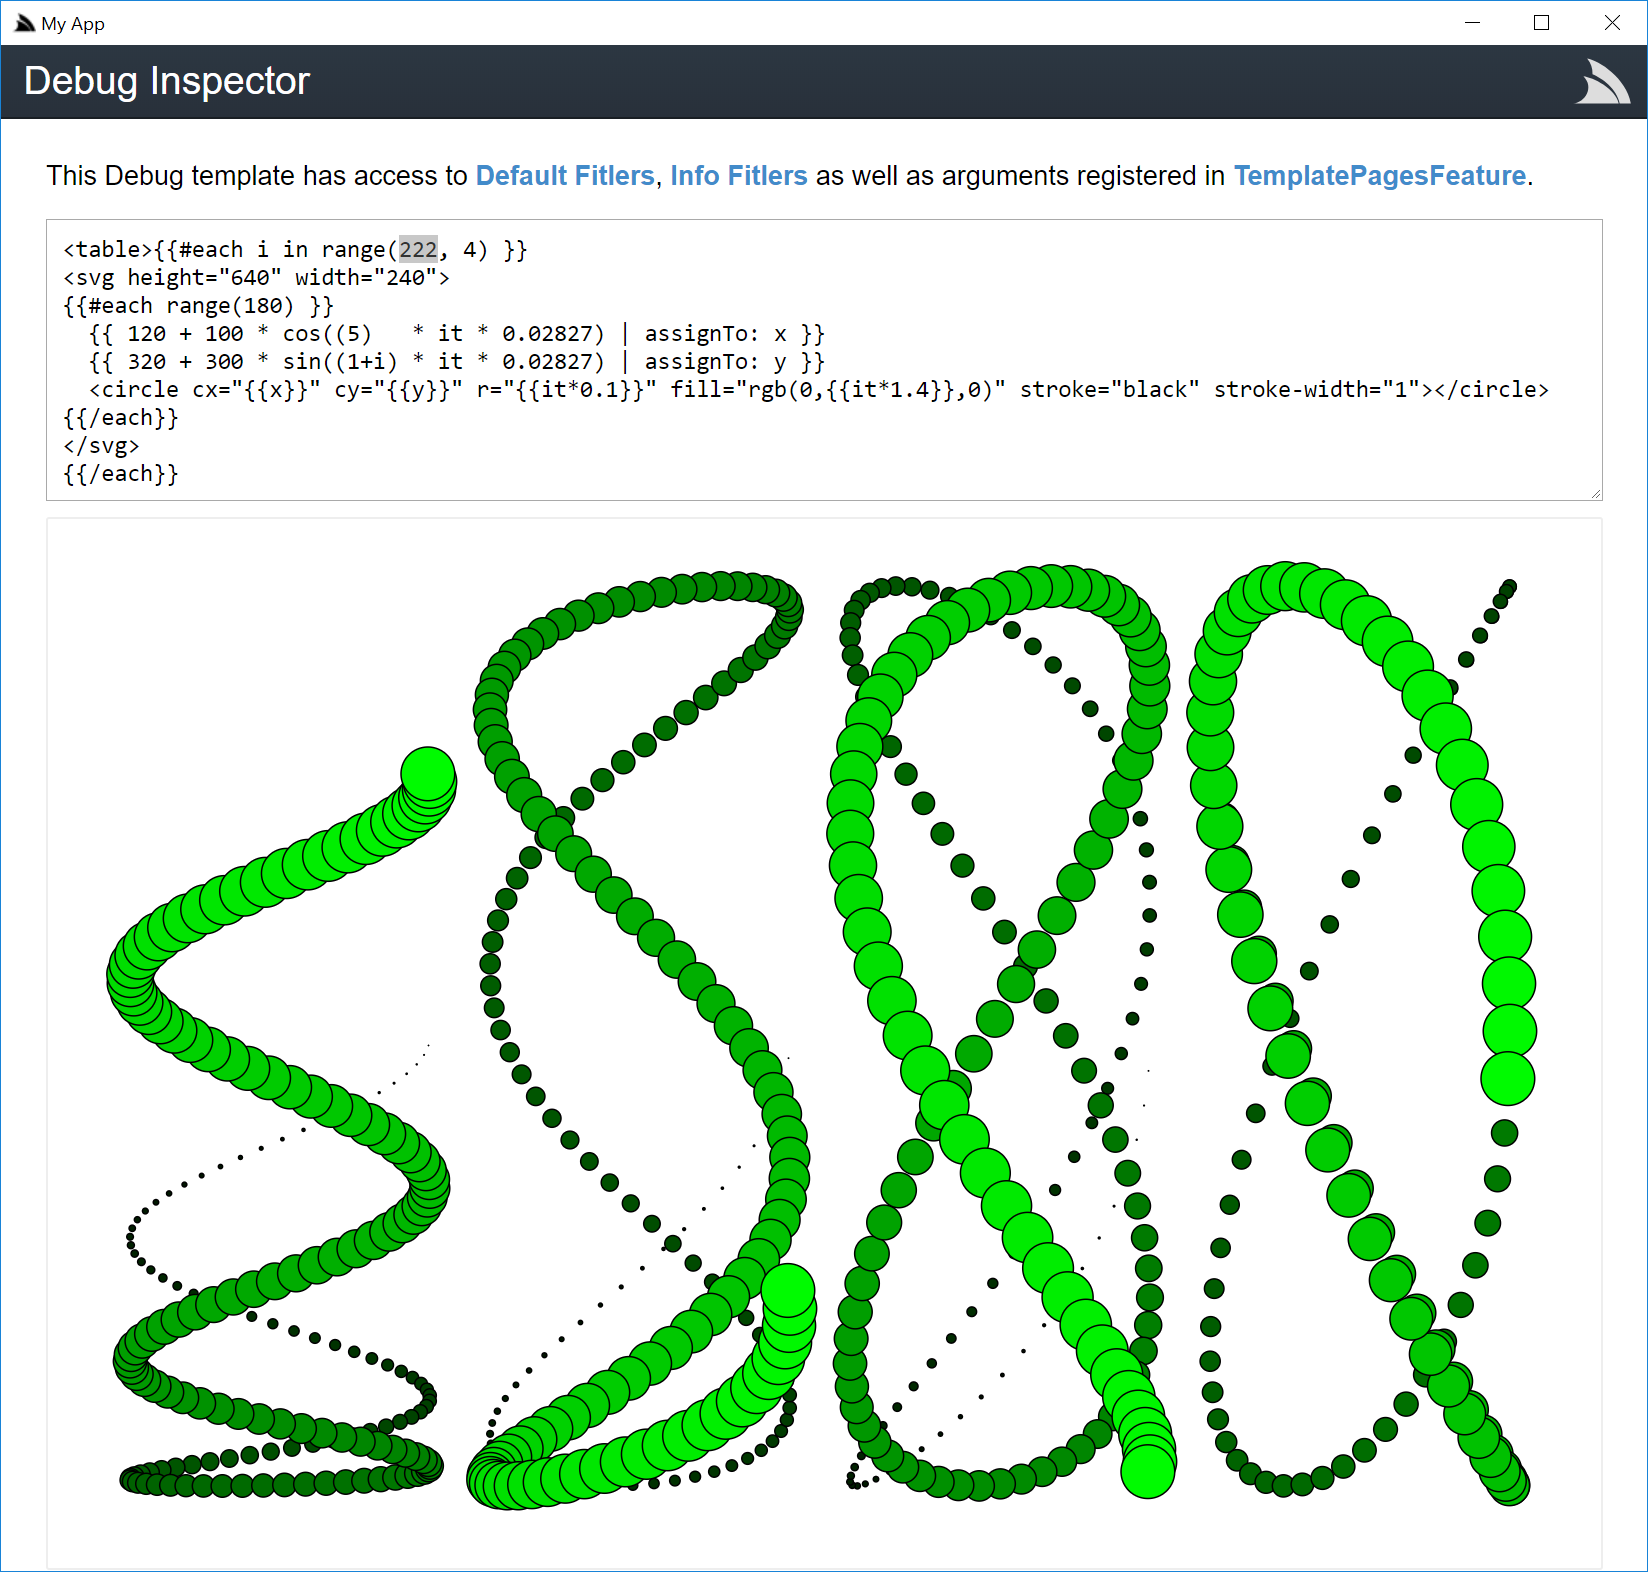 My App
Debug Inspector
This Debug template has access to Default Fitlers, Info Fitlers as well as arguments registered in TemplatePagesFeature.
<table>{{#each i in range(222, 4) }}
<svg height="640" width="240">
{{#each range(180) }}
  {{ 120 + 100 * cos((5)   * it * 0.02827) | assignTo: x }}
  {{ 320 + 300 * sin((1+i) * it * 0.02827) | assignTo: y }}
  <circle cx="{{x}}" cy="{{y}}" r="{{it*0.1}}" fill="rgb(0,{{it*1.4}},0)" stroke="black" stroke-width="1"></circle>
{{/each}}
</svg>
{{/each}}